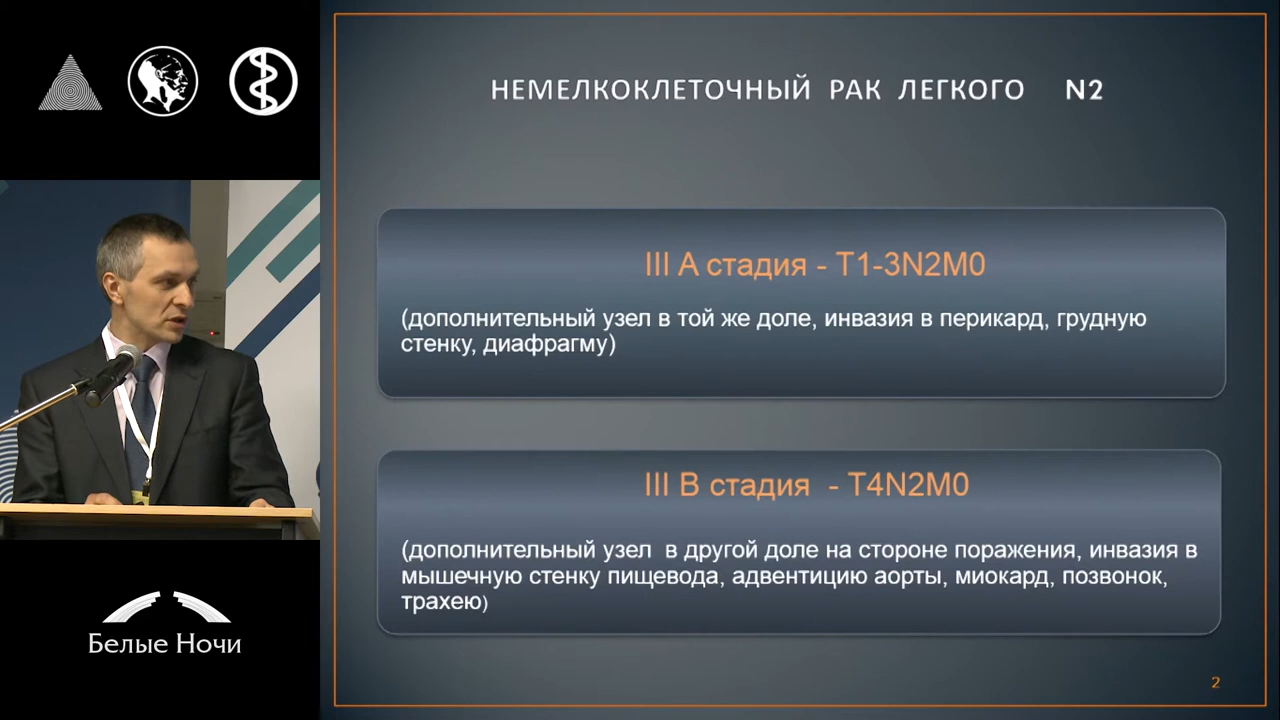 НЕМЕЛКОКЛЕТОЧНЫЙ РАК ЛЕГКОГО N2
III А стадия - T1-3N2M0
(дополнительный узел в той же доле, инвазия в перикард, грудную
стенку, диафрагму)
III В стадия - T4N2M0
(дополнительный узел в другой доле на стороне поражения, инвазия в
мышечную стенку пищевода, адвентицию аорты, миокард, позвонок,
трахею)
2
Белые Ночи